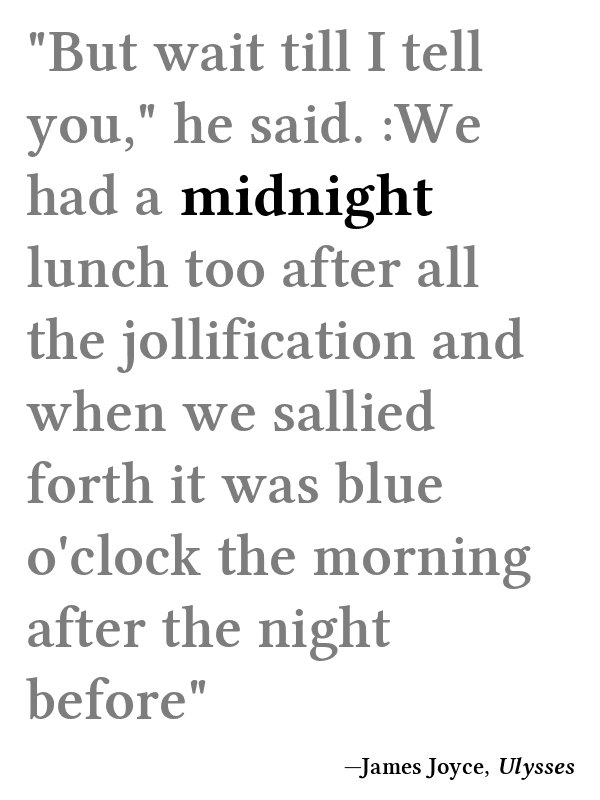 "But wait till I tell
you," he said. :We
had a midnight
lunch too after all
the jollification and
when we sallied
forth it was blue
o'clock the morning
after the night
before"
—James Joyce, Ulysses